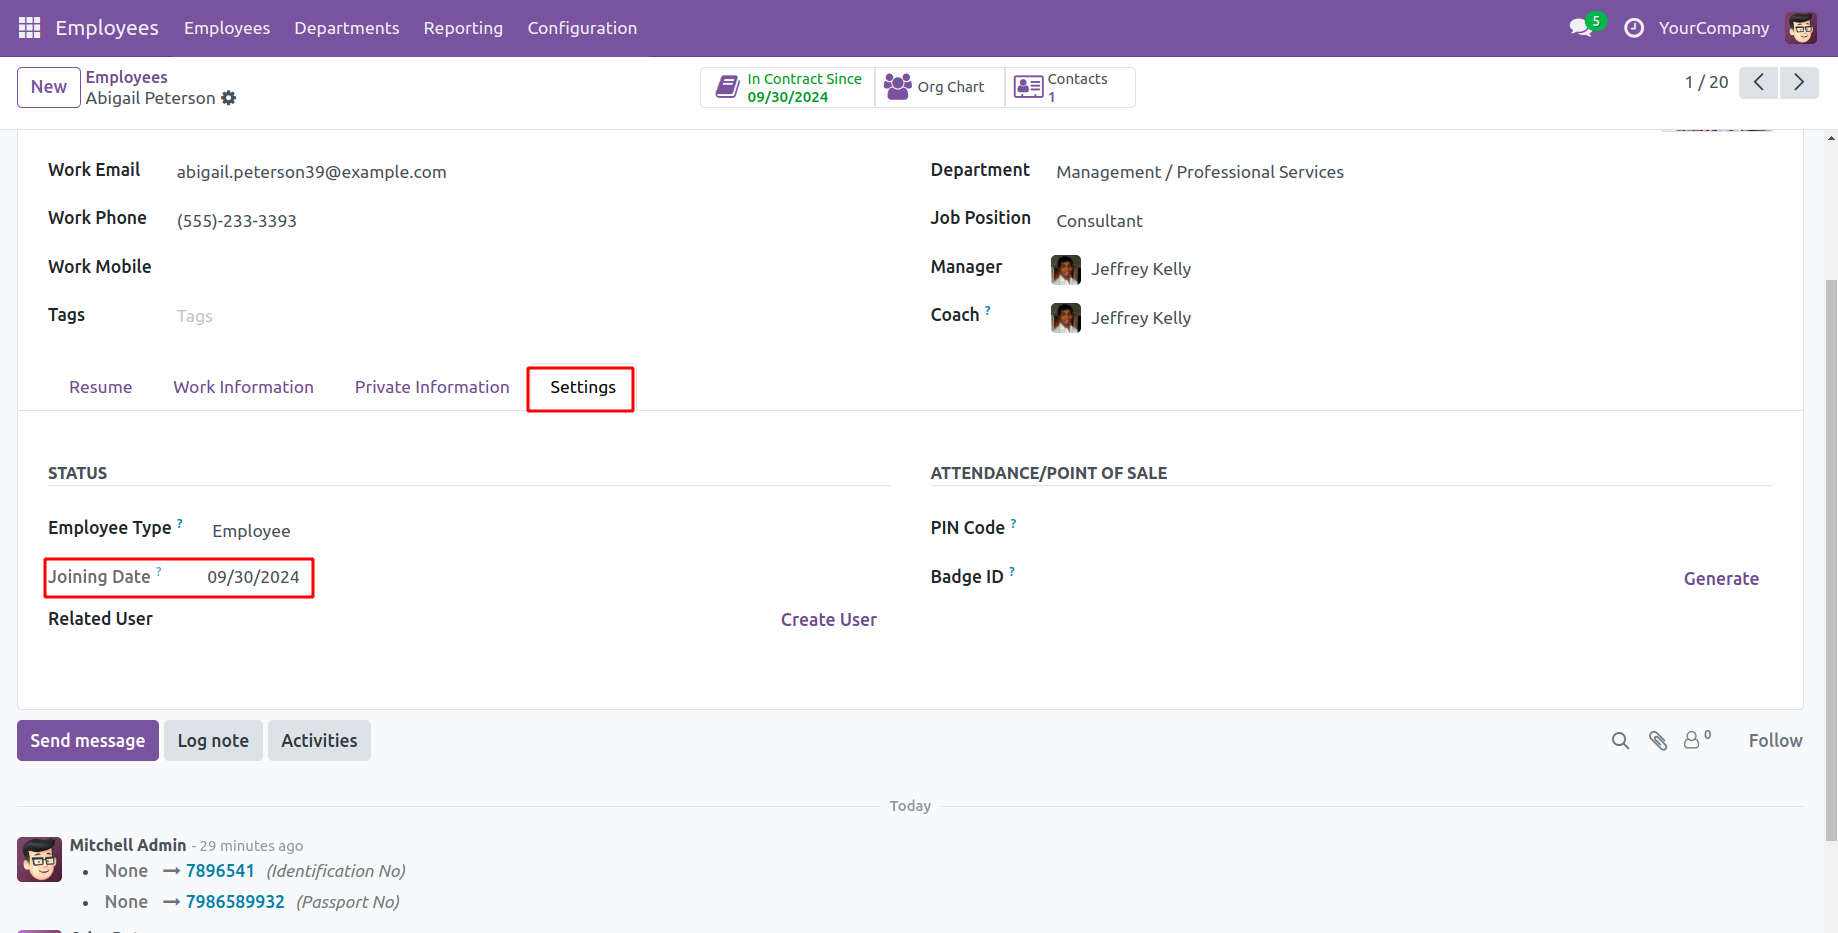 Employees Employees Departments Reporting Configuration 5 YourCompany
New Employees
Abigail Peterson
In Contract Since
09/30/2024
Org Chart
Contacts
1
1 / 20
Work Email abigail.peterson39@example.com
Department Management / Professional Services
Work Phone (555)-233-3393
Job Position Consultant
Work Mobile
Manager Jeffrey Kelly
Tags Tags
Coach ? Jeffrey Kelly
Resume Work Information Private Information Settings
STATUS
ATTENDANCE/POINT OF SALE
Employee Type ? Employee
PIN Code ?
Joining Date ? 09/30/2024
Badge ID ? Generate
Related User Create User
Send message Log note Activities 0 Follow
Today
Mitchell Admin - 29 minutes ago
• None → 7896541 (Identification No)
• None → 7986589932 (Passport No)